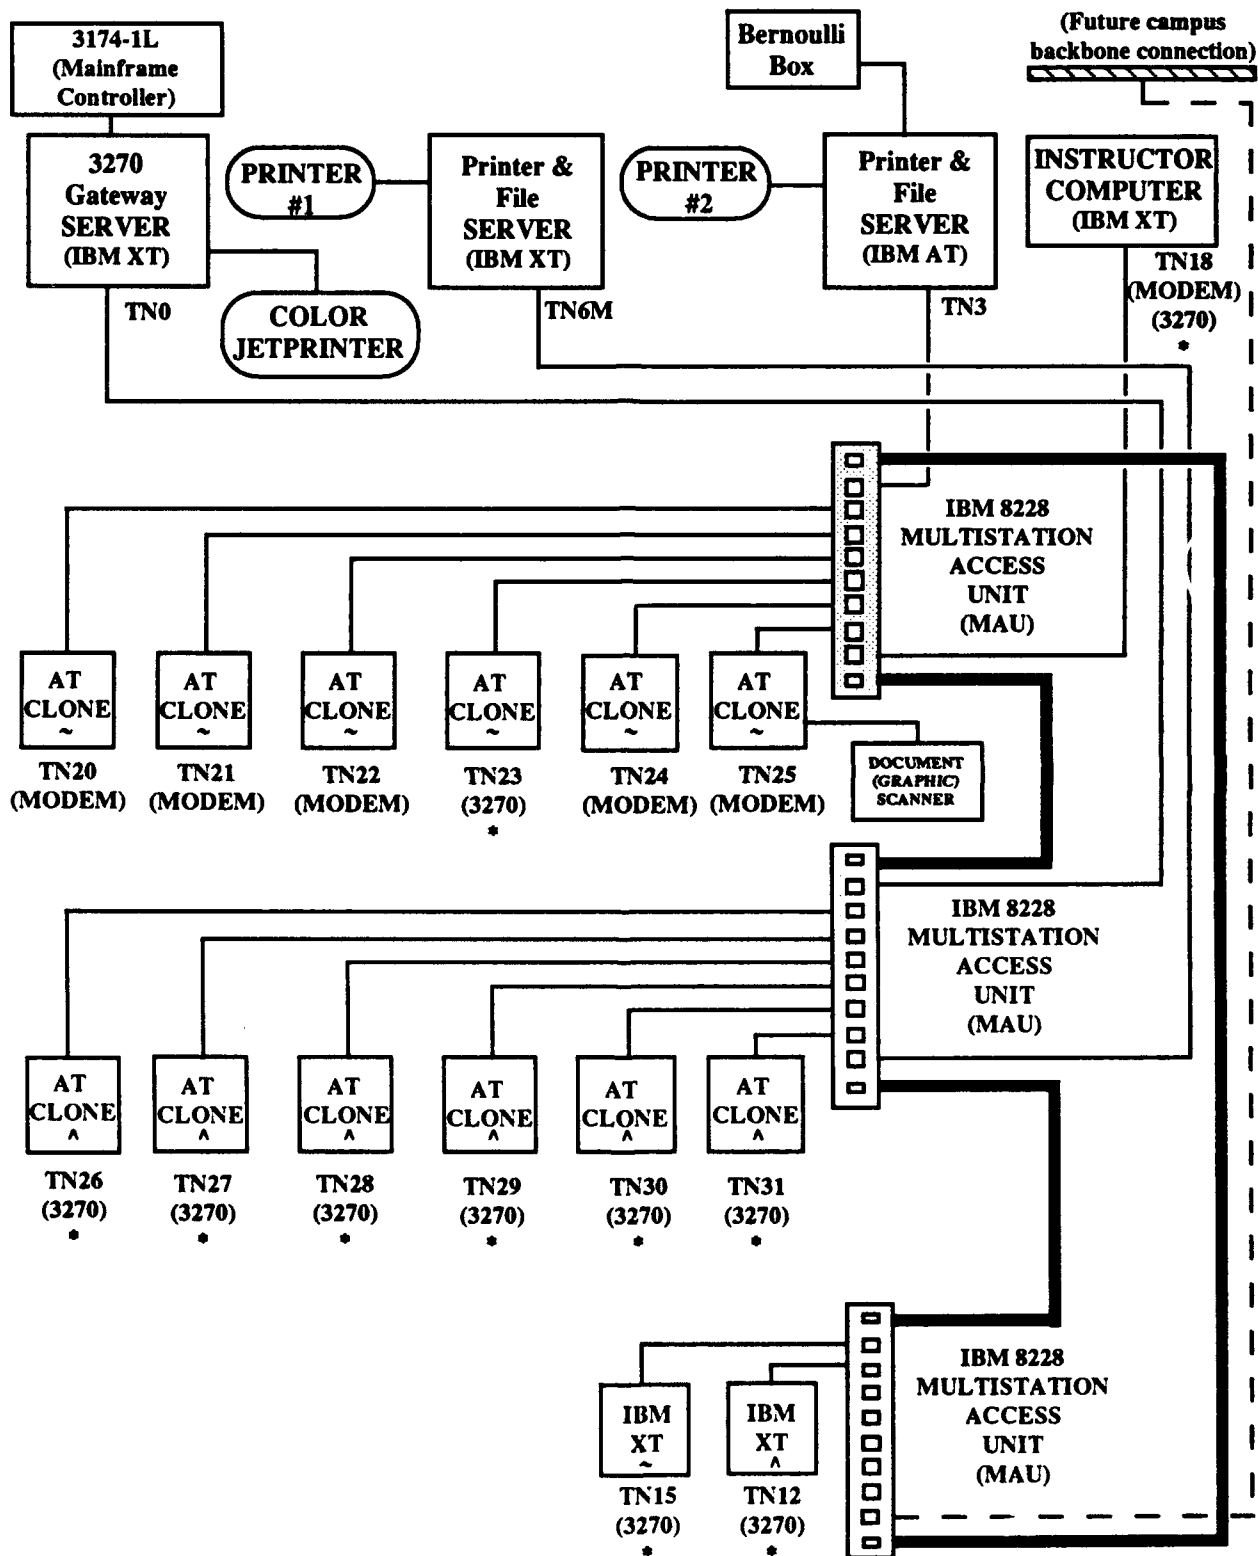 3174-1L
(Mainframe
Controller)
Bernoulli
Box
(Future campus
backbone connection)
3270
Gateway
SERVER
(IBM XT)
PRINTER
#1
Printer &
File
SERVER
(IBM XT)
PRINTER
#2
Printer &
File
SERVER
(IBM AT)
INSTRUCTOR
COMPUTER
(IBM XT)
TN0
COLOR
JETPRINTER
TN6M
TN3
TN18
(MODEM)
(3270)
*
IBM 8228
MULTISTATION
ACCESS
UNIT
(MAU)
AT
CLONE
~
AT
CLONE
~
AT
CLONE
~
AT
CLONE
~
AT
CLONE
~
AT
CLONE
~
TN20
(MODEM)
TN21
(MODEM)
TN22
(MODEM)
TN23
(3270)
*
TN24
(MODEM)
TN25
(MODEM)
DOCUMENT
(GRAPHIC)
SCANNER
IBM 8228
MULTISTATION
ACCESS
UNIT
(MAU)
AT
CLONE
^
AT
CLONE
^
AT
CLONE
^
AT
CLONE
^
AT
CLONE
^
AT
CLONE
^
TN26
(3270)
*
TN27
(3270)
*
TN28
(3270)
*
TN29
(3270)
*
TN30
(3270)
*
TN31
(3270)
*
IBM 8228
MULTISTATION
ACCESS
UNIT
(MAU)
IBM
XT
~
IBM
XT
^
TN15
(3270)
*
TN12
(3270)
*